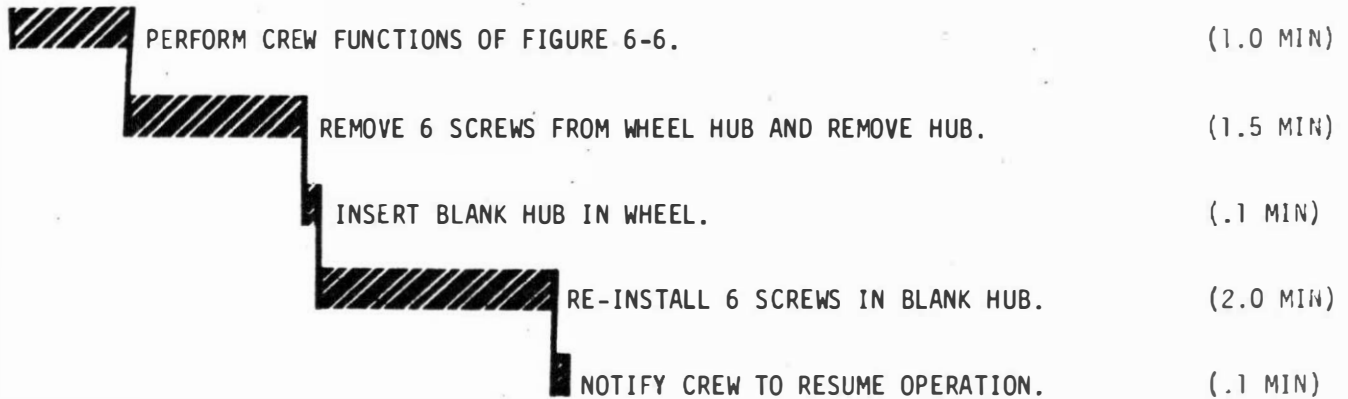 PERFORM CREW FUNCTIONS OF FIGURE 6-6. (1.0 MIN)
REMOVE 6 SCREWS FROM WHEEL HUB AND REMOVE HUB. (1.5 MIN)
INSERT BLANK HUB IN WHEEL. (.1 MIN)
RE-INSTALL 6 SCREWS IN BLANK HUB. (2.0 MIN)
NOTIFY CREW TO RESUME OPERATION. (.1 MIN)